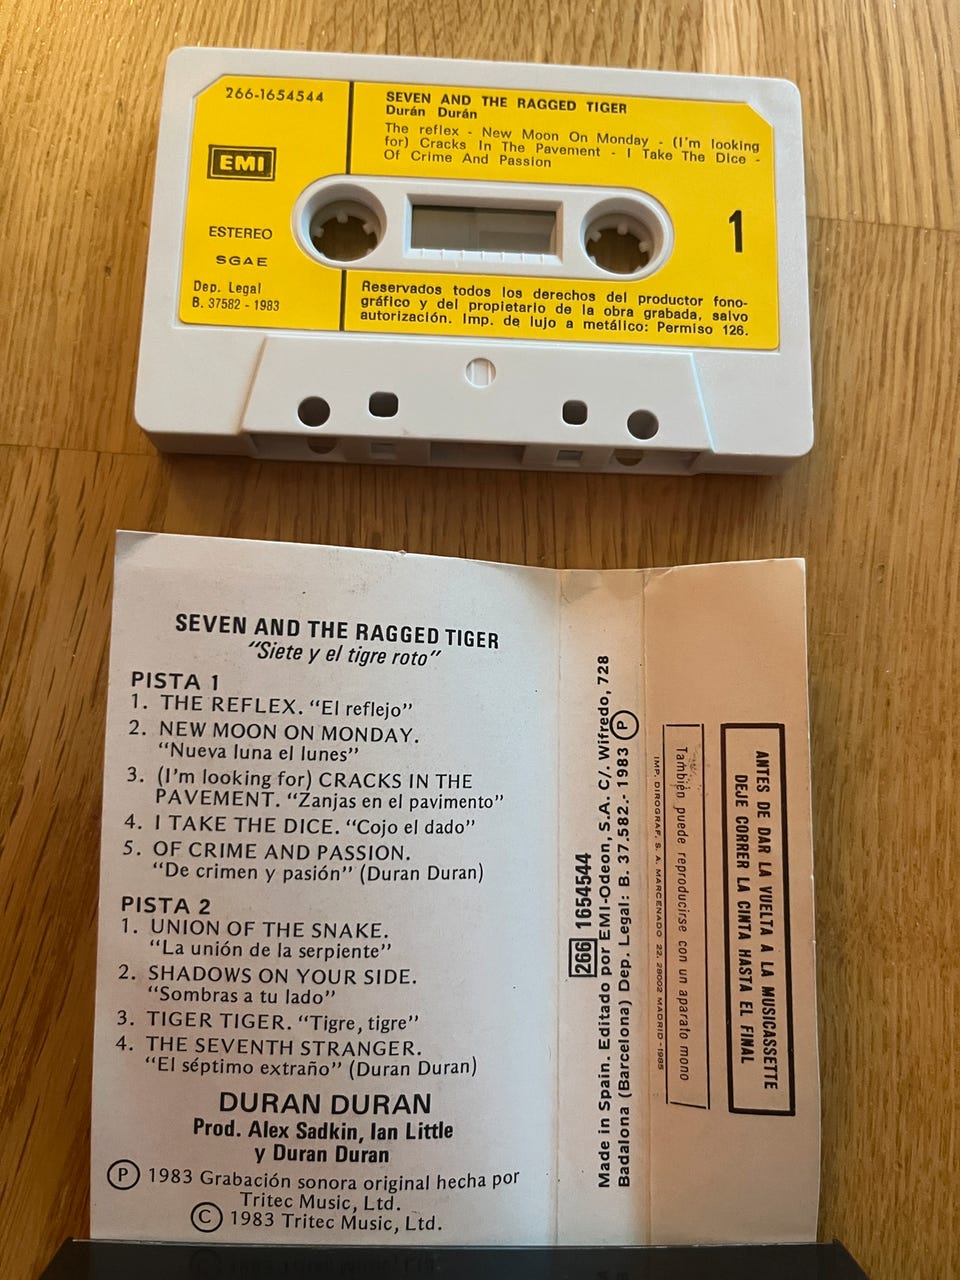 266-1654544
EMI
ESTEREO
SGAE
Dep. Legal
B. 37582 - 1983
SEVEN AND THE RAGGED TIGER
Durán Durán
The reflex - New Moon On Monday - (I'm looking
for) Cracks In The Pavement - I Take The Dice -
Of Crime And Passion
1
Reservados todos los derechos del productor fono-
gráfico y del propietario de la obra grabada, salvo
autorización. Imp. de lujo a metálico: Permiso 126.
SEVEN AND THE RAGGED TIGER
"Siete y el tigre roto"
PISTA 1
1. THE REFLEX. "El reflejo"
2. NEW MOON ON MONDAY.
"Nueva luna el lunes"
3. (I'm looking for) CRACKS IN THE
PAVEMENT. "Zanjas en el pavimento"
4. I TAKE THE DICE. "Cojo el dado"
5. OF CRIME AND PASSION.
"De crimen y pasión" (Duran Duran)
PISTA 2
1. UNION OF THE SNAKE.
"La unión de la serpiente"
2. SHADOWS ON YOUR SIDE.
"Sombras a tu lado"
3. TIGER TIGER. "Tigre, tigre"
4. THE SEVENTH STRANGER.
"El séptimo extraño" (Duran Duran)
DURAN DURAN
Prod. Alex Sadkin, Ian Little
y Duran Duran
Ⓟ 1983 Grabación sonora original hecha por
Tritec Music, Ltd.
© 1983 Tritec Music, Ltd.
266 1654544
Made in Spain. Editado por EMI-Odeon, S.A. C/. Wifredo, 728
Badalona (Barcelona) Dep. Legal: B. 37.582.- 1983 Ⓟ
IMP. DIROGRAF, S. A. MARCENADO 22, 28002 MADRID-1985
También puede reproducirse con un aparato mono
ANTES DE DAR LA VUELTA A LA MUSICASSETTE
DEJE CORRER LA CINTA HASTA EL FINAL